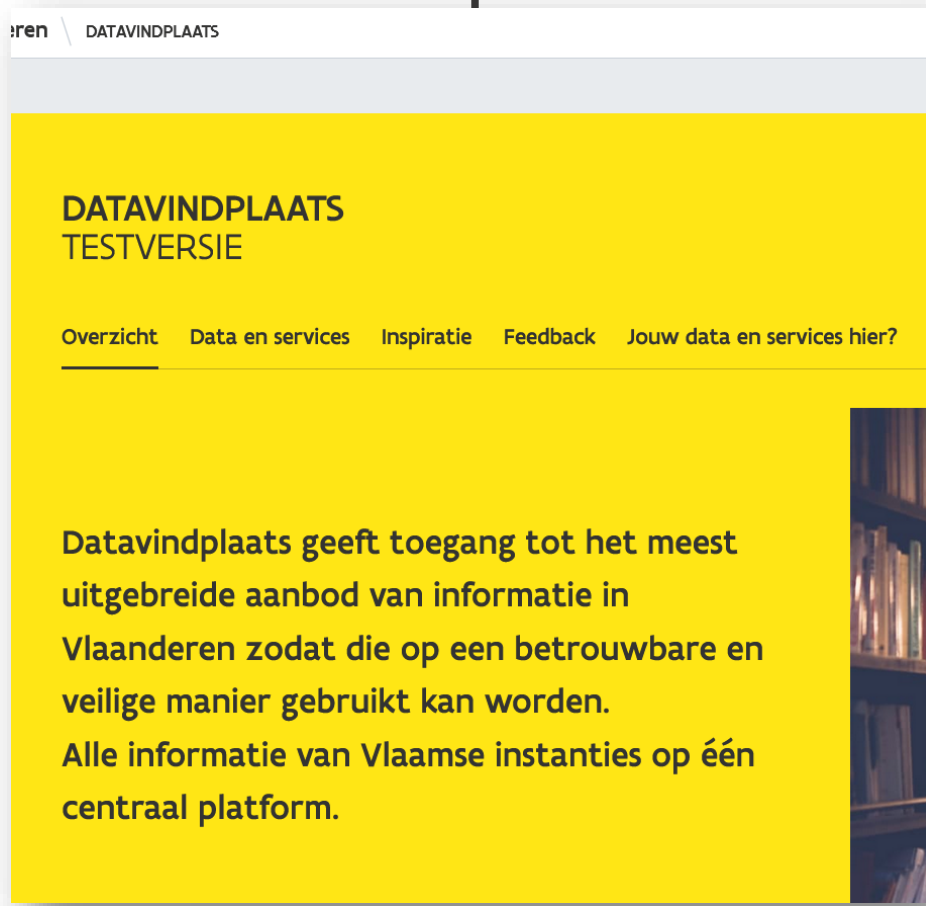 DATAVINDPLAATS
DATAVINDPLAATS
TESTVERSIE
Overzicht Data en services Inspiratie Feedback Jouw data en services hier?
Datavindplaats geeft toegang tot het meest
uitgebreide aanbod van informatie in
Vlaanderen zodat die op een betrouwbare en
veilige manier gebruikt kan worden.
Alle informatie van Vlaamse instanties op één
centraal platform.